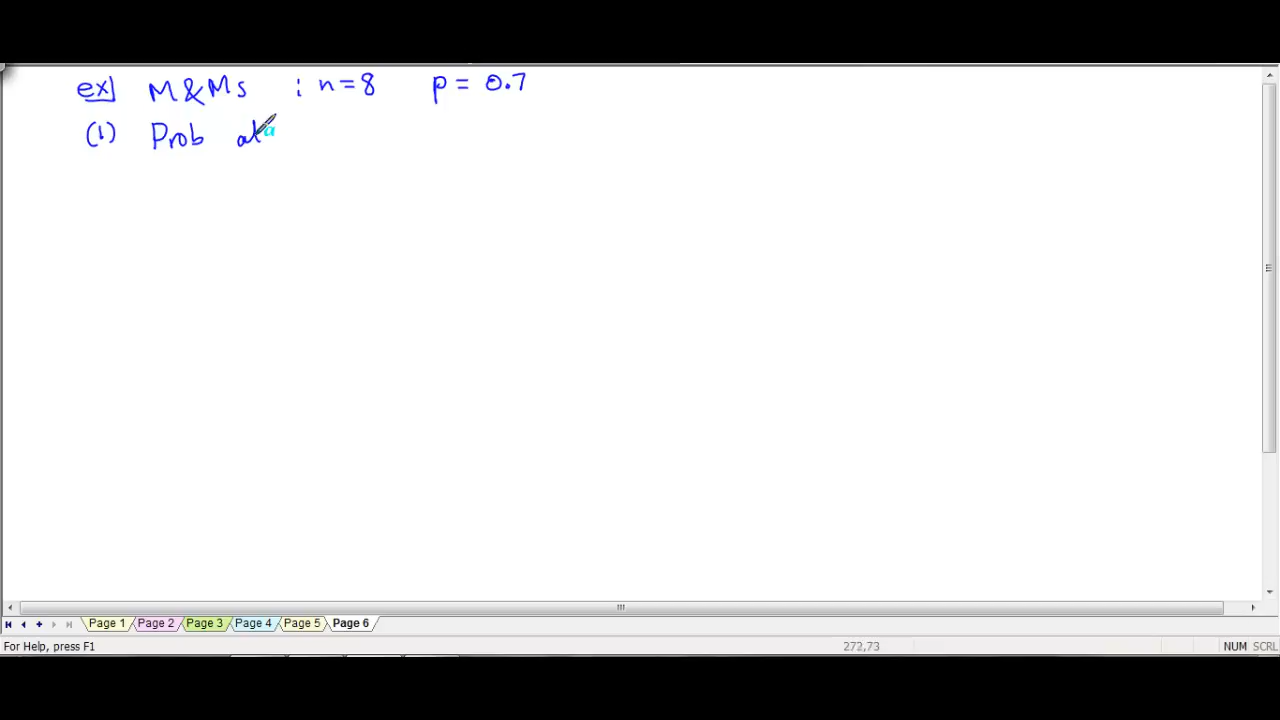 ex] M&Ms : n=8 p = 0.7
(1) Prob at
Page 1 Page 2 Page 3 Page 4 Page 5 Page 6
For Help, press F1 272,73 NUM SCRL